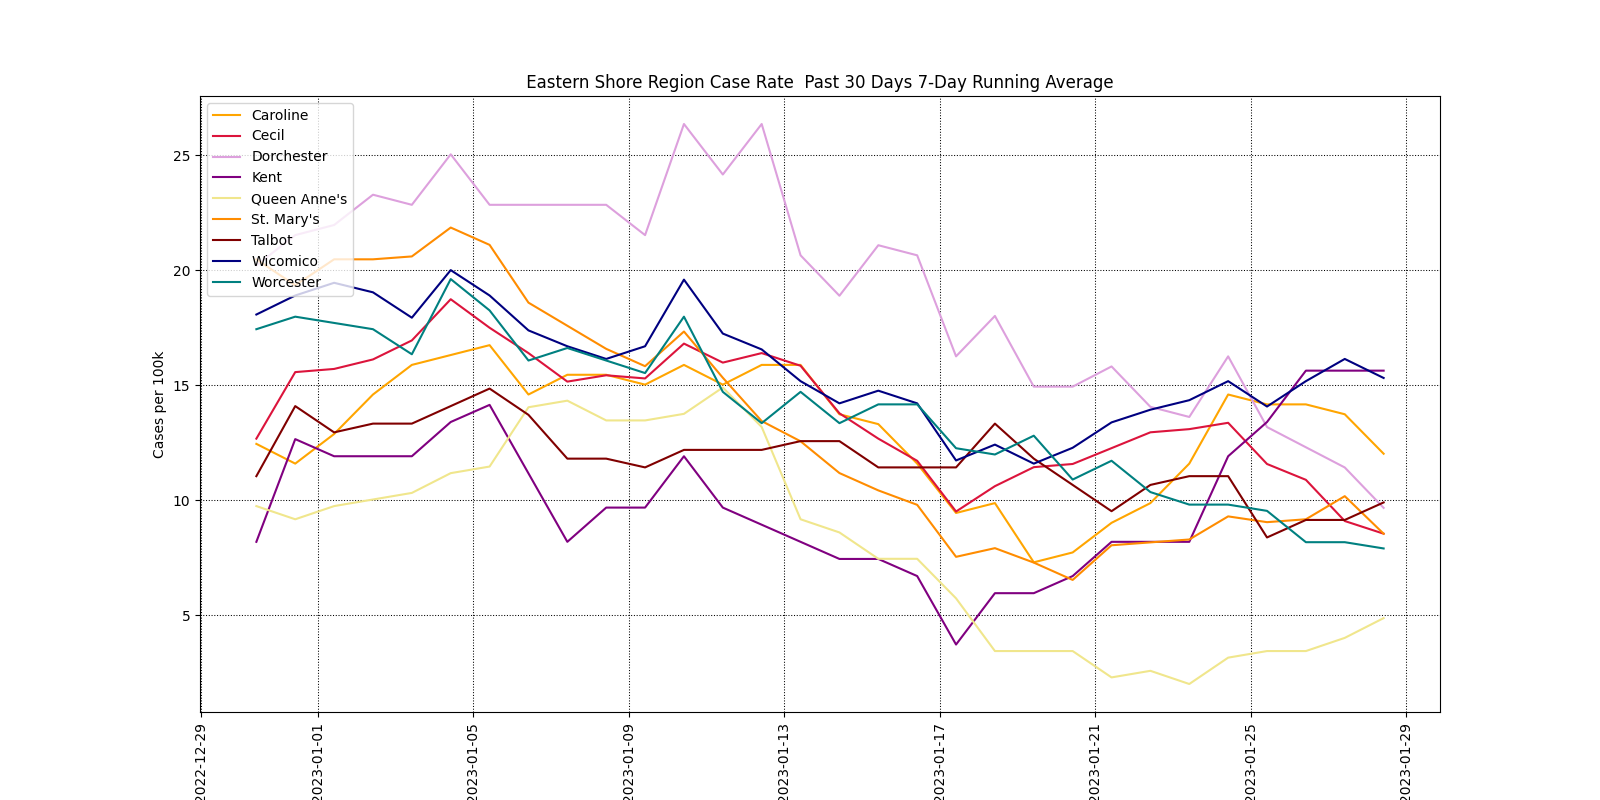 Eastern Shore Region Case Rate  Past 30 Days 7-Day Running Average
Caroline
Cecil
Dorchester
Kent
Queen Anne's
St. Mary's
Talbot
Wicomico
Worcester
Cases per 100k
25
20
15
10
5
2022-12-29
2023-01-01
2023-01-05
2023-01-09
2023-01-13
2023-01-17
2023-01-21
2023-01-25
2023-01-29